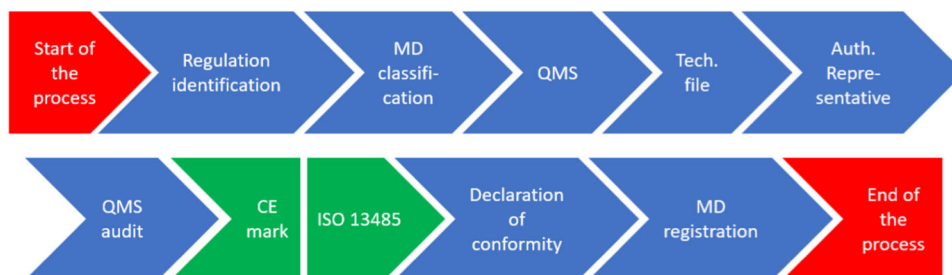 Start of
the
process
Regulation
identification
MD
classifi-
cation
QMS
Tech.
file
Auth.
Repre-
sentative
QMS
audit
CE
mark
ISO 13485
Declaration
of
conformity
MD
registration
End of
the
process